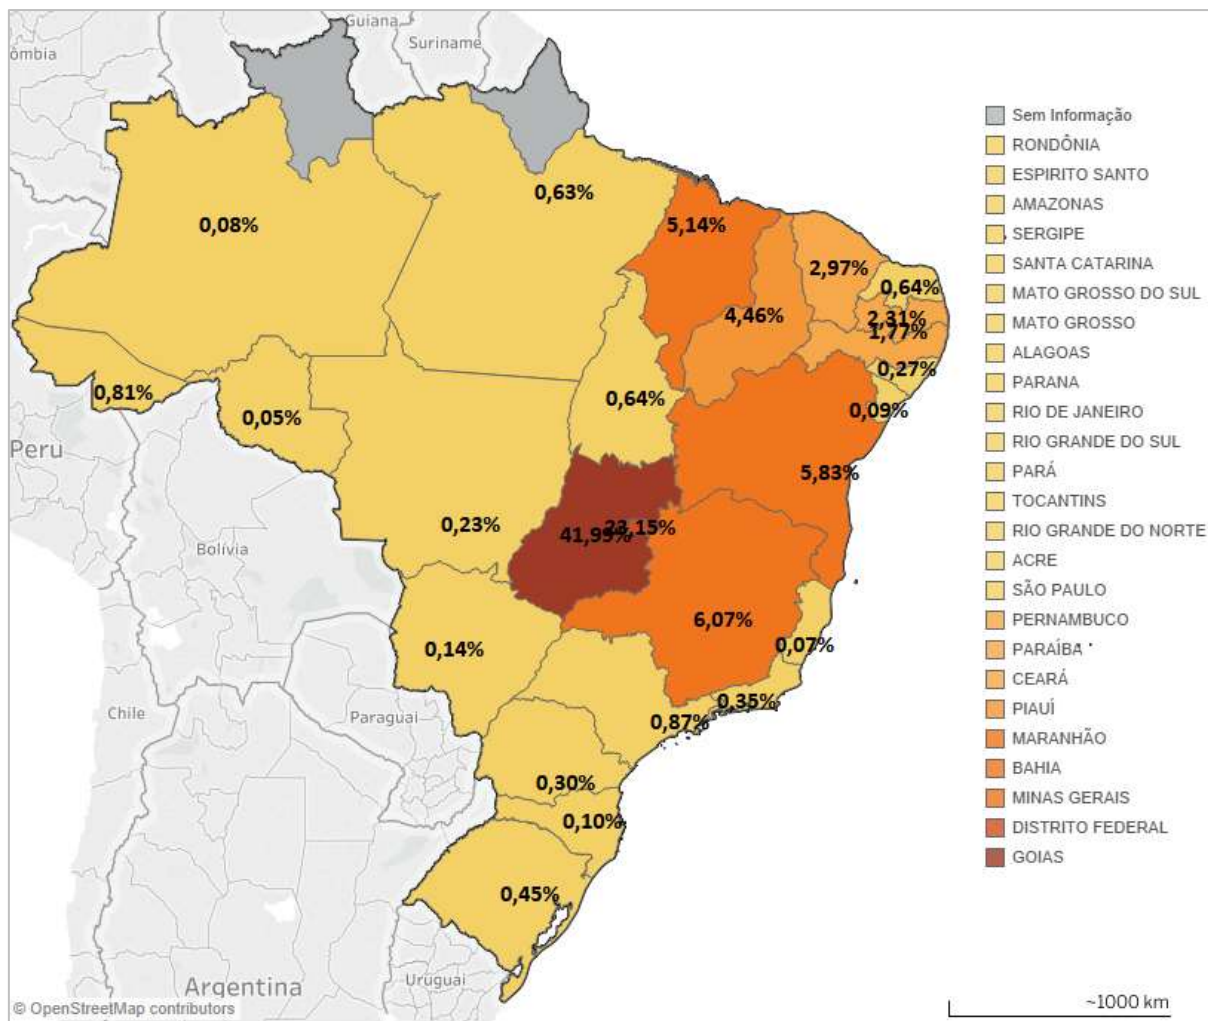 Guiana
Suriname
ômbia
Sem Informação
RONDÔNIA
ESPIRITO SANTO
AMAZONAS
SERGIPE
SANTA CATARINA
MATO GROSSO DO SUL
MATO GROSSO
ALAGOAS
PARANA
RIO DE JANEIRO
RIO GRANDE DO SUL
PARÁ
TOCANTINS
RIO GRANDE DO NORTE
ACRE
SÃO PAULO
PERNAMBUCO
PARAÍBA
CEARÁ
PIAUÍ
MARANHÃO
BAHIA
MINAS GERAIS
DISTRITO FEDERAL
GOIAS
0,63%
0,08%
5,14%
2,97%
0,64%
4,46%
2,31%
1,77%
0,27%
0,81%
0,64%
0,05%
0,09%
Peru
5,83%
0,23%
41,99%
23,15%
Bolívia
6,07%
0,14%
0,07%
0,35%
Chile
Paraguai
0,87%
0,30%
0,10%
0,45%
Argentina
Uruguai
© OpenStreetMap contributors
~1000 km